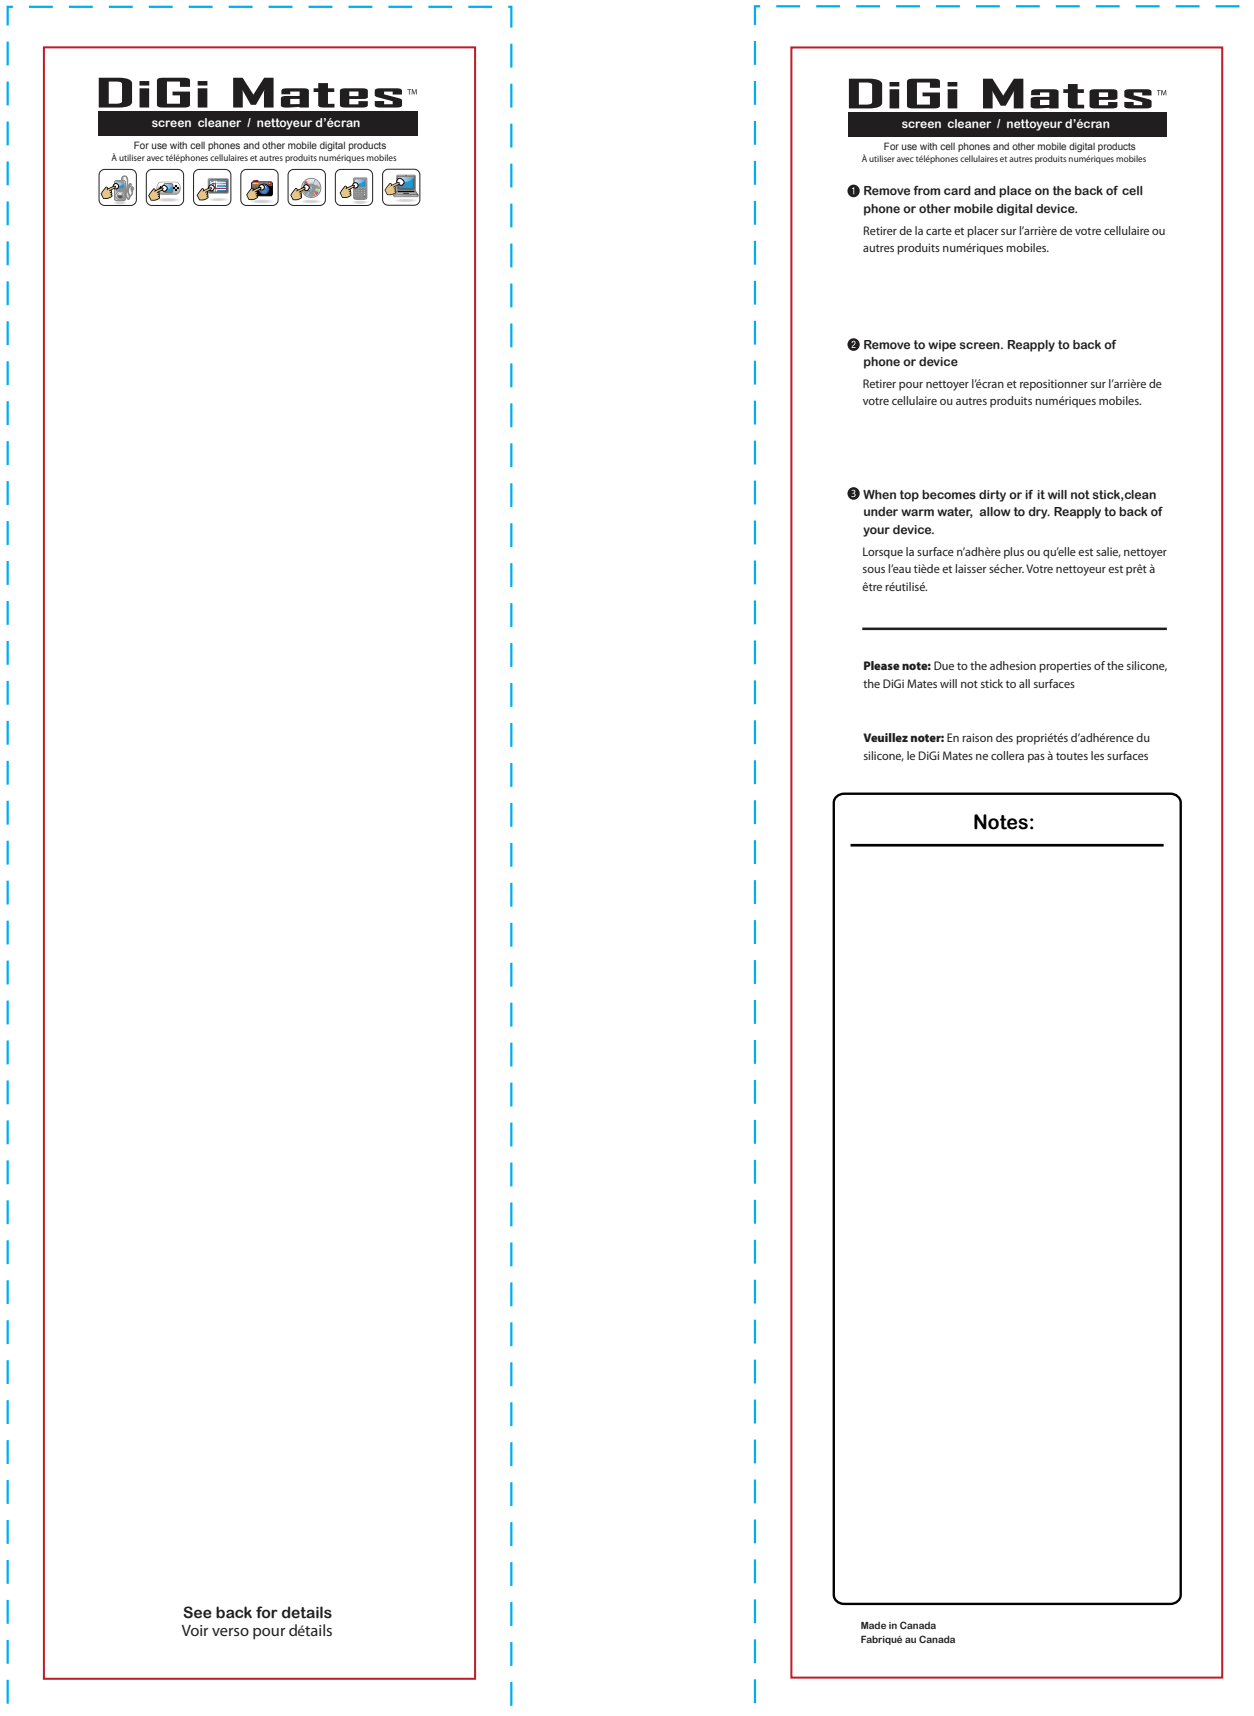 DiGi Mates™
screen cleaner / nettoyeur d'écran
For use with cell phones and other mobile digital products
À utiliser avec téléphones cellulaires et autres produits numériques mobiles
See back for details
Voir verso pour détails
DiGi Mates™
screen cleaner / nettoyeur d'écran
For use with cell phones and other mobile digital products
À utiliser avec téléphones cellulaires et autres produits numériques mobiles
❶ Remove from card and place on the back of cell
phone or other mobile digital device.
Retirer de la carte et placer sur l'arrière de votre cellulaire ou
autres produits numériques mobiles.
❷ Remove to wipe screen. Reapply to back of
phone or device
Retirer pour nettoyer l'écran et repositionner sur l'arrière de
votre cellulaire ou autres produits numériques mobiles.
❸ When top becomes dirty or if it will not stick,clean
under warm water, allow to dry. Reapply to back of
your device.
Lorsque la surface n'adhère plus ou qu'elle est salie, nettoyer
sous l'eau tiède et laisser sécher. Votre nettoyeur est prêt à
être réutilisé.
Please note: Due to the adhesion properties of the silicone,
the DiGi Mates will not stick to all surfaces
Veuillez noter: En raison des propriétés d'adhérence du
silicone, le DiGi Mates ne collera pas à toutes les surfaces
Notes:
Made in Canada
Fabriqué au Canada